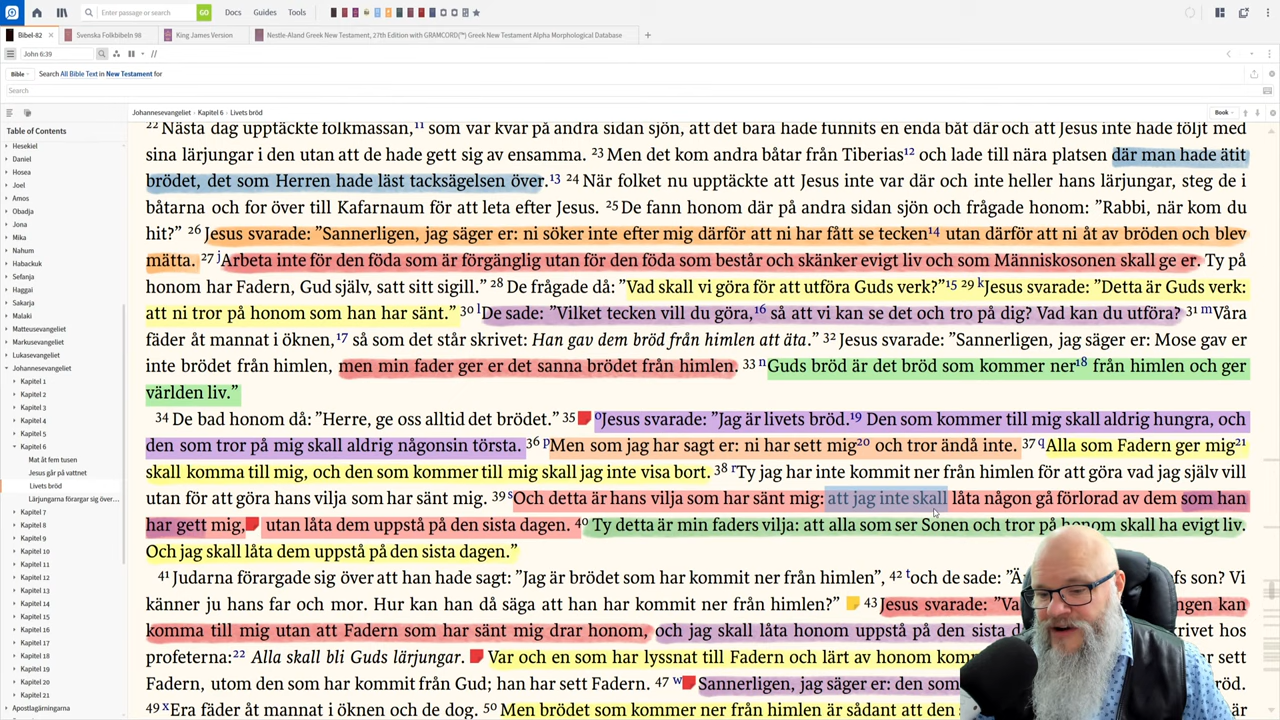 Enter passage or search
GO
Docs
Guides
Tools
Bibel-82
Svenska Folkbibeln 98
King James Version
Nestle-Aland Greek New Testament, 27th Edition with GRAMCORD(™) Greek New Testament Alpha Morphological Database
John 6:39
Bible
Search All Bible Text in New Testament for
Search
Johannesevangeliet › Kapitel 6 › Livets bröd
Book
Table of Contents
Hesekiel
Daniel
Hosea
Joel
Amos
Obadja
Jona
Mika
Nahum
Habackuk
Sefanja
Haggai
Sakarja
Malaki
Matteusevangeliet
Markusevangeliet
Lukasevangeliet
Johannesevangeliet
Kapitel 1
Kapitel 2
Kapitel 3
Kapitel 4
Kapitel 5
Kapitel 6
Mat åt fem tusen
Jesus går på vattnet
Livets bröd
Lärjungarna förargar sig över...
Kapitel 7
Kapitel 8
Kapitel 9
Kapitel 10
Kapitel 11
Kapitel 12
Kapitel 13
Kapitel 14
Kapitel 15
Kapitel 16
Kapitel 17
Kapitel 18
Kapitel 19
Kapitel 20
Kapitel 21
Apostlagärningarna
22 Nästa dag upptäckte folkmassan,11 som var kvar på andra sidan sjön, att det bara hade funnits en enda båt där och att Jesus inte hade följt med
sina lärjungar i den utan att de hade gett sig av ensamma. 23 Men det kom andra båtar från Tiberias12 och lade till nära platsen där man hade ätit
brödet, det som Herren hade läst tacksägelsen över.13 24 När folket nu upptäckte att Jesus inte var där och inte heller hans lärjungar, steg de i
båtarna och for över till Kafarnaum för att leta efter Jesus. 25 De fann honom där på andra sidan sjön och frågade honom: ”Rabbi, när kom du
hit?” 26 Jesus svarade: ”Sannerligen, jag säger er: ni söker inte efter mig därför att ni har fått se tecken14 utan därför att ni åt av bröden och blev
mätta. 27 j Arbeta inte för den föda som är förgänglig utan för den föda som består och skänker evigt liv och som Människosonen skall ge er. Ty på
honom har Fadern, Gud själv, satt sitt sigill.” 28 De frågade då: ”Vad skall vi göra för att utföra Guds verk?”15 29 k Jesus svarade: ”Detta är Guds verk:
att ni tror på honom som han har sänt.” 30 l De sade: ”Vilket tecken vill du göra,16 så att vi kan se det och tro på dig? Vad kan du utföra? 31 m Våra
fäder åt mannat i öknen,17 så som det står skrivet: Han gav dem bröd från himlen att äta.” 32 Jesus svarade: ”Sannerligen, jag säger er: Mose gav er
inte brödet från himlen, men min fader ger er det sanna brödet från himlen. 33 n Guds bröd är det bröd som kommer ner18 från himlen och ger
världen liv.”
34 De bad honom då: ”Herre, ge oss alltid det brödet.” 35 o Jesus svarade: ”Jag är livets bröd.19 Den som kommer till mig skall aldrig hungra, och
den som tror på mig skall aldrig någonsin törsta. 36 p Men som jag har sagt er: ni har sett mig20 och tror ändå inte. 37 q Alla som Fadern ger mig21
skall komma till mig, och den som kommer till mig skall jag inte visa bort. 38 r Ty jag har inte kommit ner från himlen för att göra vad jag själv vill
utan för att göra hans vilja som har sänt mig. 39 s Och detta är hans vilja som har sänt mig: att jag inte skall låta någon gå förlorad av dem som han
har gett mig, utan låta dem uppstå på den sista dagen. 40 Ty detta är min faders vilja: att alla som ser Sonen och tror på honom skall ha evigt liv.
Och jag skall låta dem uppstå på den sista dagen.”
41 Judarna förargade sig över att han hade sagt: ”Jag är brödet som har kommit ner från himlen”, 42 t och de sade: ”Ä fs son? Vi
känner ju hans far och mor. Hur kan han då säga att han har kommit ner från himlen?” 43 Jesus svarade: ”Va ingen kan
komma till mig utan att Fadern som har sänt mig drar honom, och jag skall låta honom uppstå på den sista d krivet hos
profeterna:22 Alla skall bli Guds lärjungar. Var och en som har lyssnat till Fadern och lärt av honom kom ar sett
Fadern, utom den som har kommit från Gud; han har sett Fadern. 47 w Sannerligen, jag säger er: den som röd.
49 x Era fäder åt mannat i öknen och de dog. 50 Men brödet som kommer ner från himlen är sådant att den s är